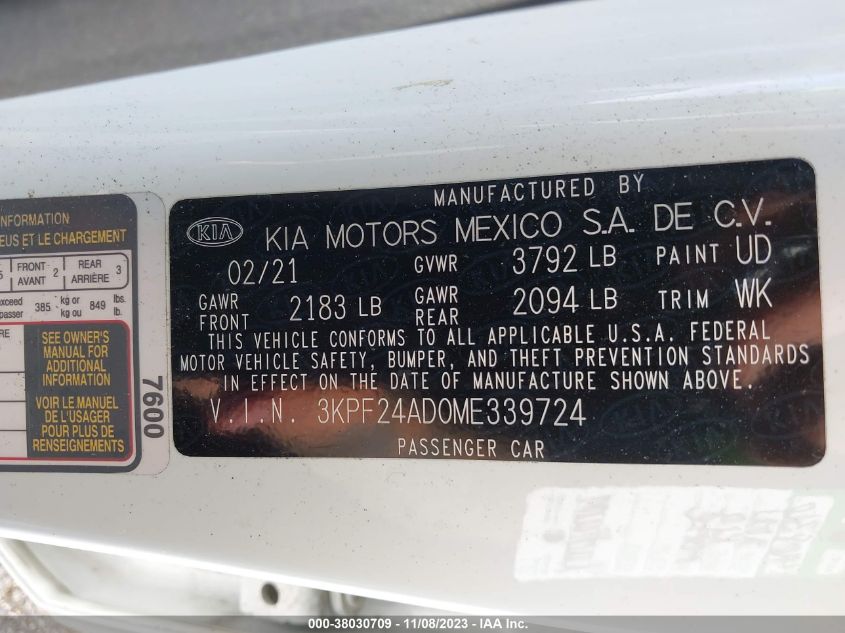 INFORMATION
EUS ET LE CHARGEMENT
5 FRONT AVANT 2 REAR ARRIÈRE 3
exceed
passer 385 kg or kg ou 849 lbs. lb.
RE
SEE OWNER'S
MANUAL FOR
ADDITIONAL
INFORMATION
VOIR LE MANUEL
DE L'USAGER
POUR PLUS DE
RENSEIGNEMENTS
7600
MANUFACTURED BY
KIA KIA MOTORS MEXICO S.A. DE C.V.
02/21 GVWR 3792 LB PAINT UD
GAWR FRONT 2183 LB GAWR REAR 2094 LB TRIM WK
THIS VEHICLE CONFORMS TO ALL APPLICABLE U.S.A. FEDERAL
MOTOR VEHICLE SAFETY, BUMPER, AND THEFT PREVENTION STANDARDS
IN EFFECT ON THE DATE OF MANUFACTURE SHOWN ABOVE.
V.I.N. 3KPF24AD0ME339724
PASSENGER CAR
000-38030709 - 11/08/2023 - IAA Inc.